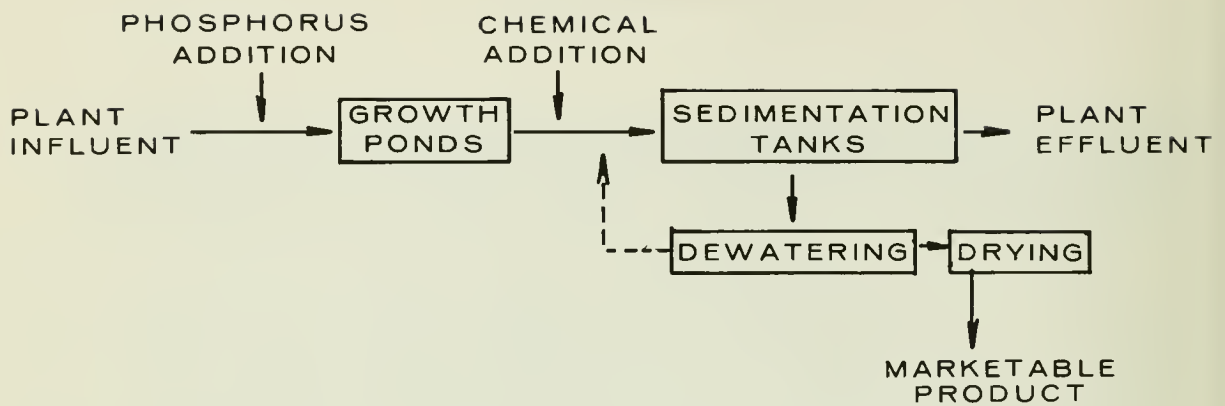 PHOSPHORUS
ADDITION
CHEMICAL
ADDITION
PLANT
INFLUENT
GROWTH
PONDS
SEDIMENTATION
TANKS
PLANT
EFFLUENT
DEWATERING
DRYING
MARKETABLE
PRODUCT